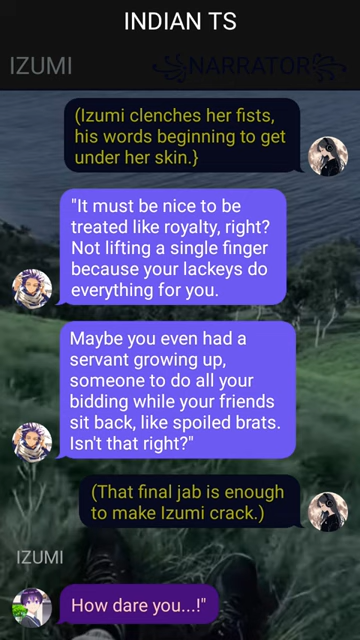 INDIAN TS
IZUMI
꧁NARRATOR꧂
(Izumi clenches her fists,
his words beginning to get
under her skin.}
"It must be nice to be
treated like royalty, right?
Not lifting a single finger
because your lackeys do
everything for you.
Maybe you even had a
servant growing up,
someone to do all your
bidding while your friends
sit back, like spoiled brats.
Isn't that right?"
(That final jab is enough
to make Izumi crack.)
IZUMI
How dare you...!"